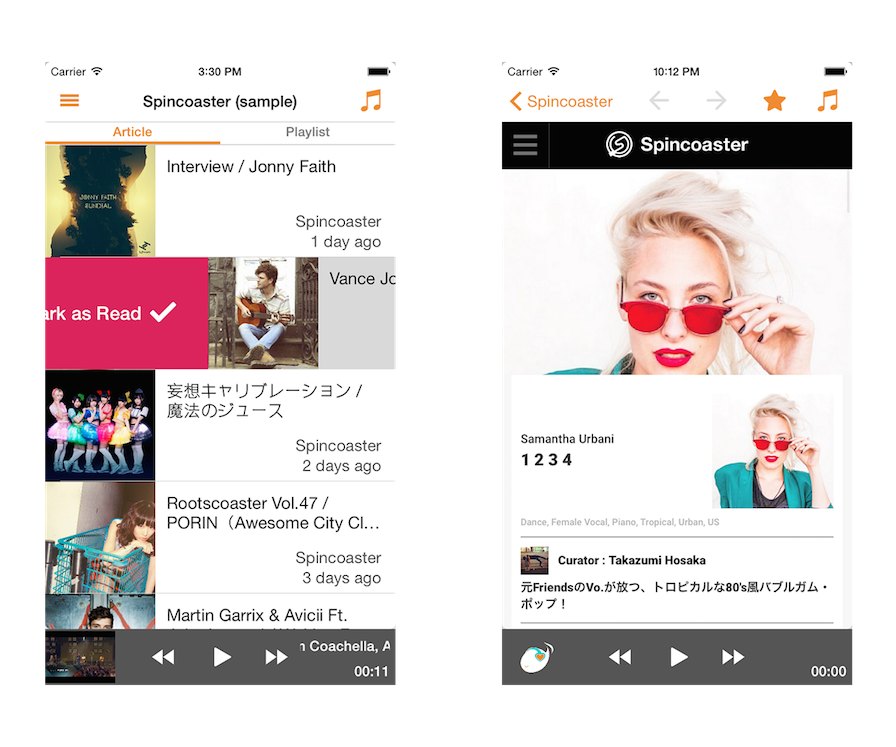 Carrier 3:30 PM
Spincoaster (sample)
Article Playlist
JONNY FAITH
SUNDIAL
Interview / Jonny Faith
Spincoaster
1 day ago
ark as Read
Vance Jo
妄想キャリブレーション /
魔法のジュース
Spincoaster
2 days ago
Rootscoaster Vol.47 /
PORIN（Awesome City Cl…
Spincoaster
3 days ago
Martin Garrix & Avicii Ft.
n Coachella, A
00:11
Carrier 10:12 PM
Spincoaster
Spincoaster
Samantha Urbani
1 2 3 4
Dance, Female Vocal, Piano, Tropical, Urban, US
Curator : Takazumi Hosaka
元FriendsのVo.が放つ、トロピカルな80's風バブルガム・
ポップ！
00:00